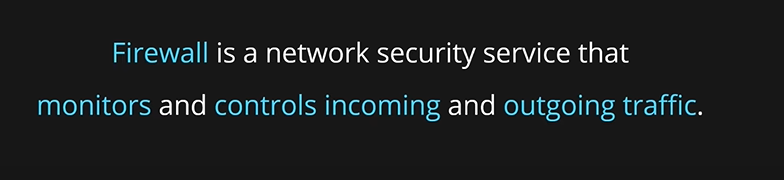 Firewall is a network security service that
monitors and controls incoming and outgoing traffic.